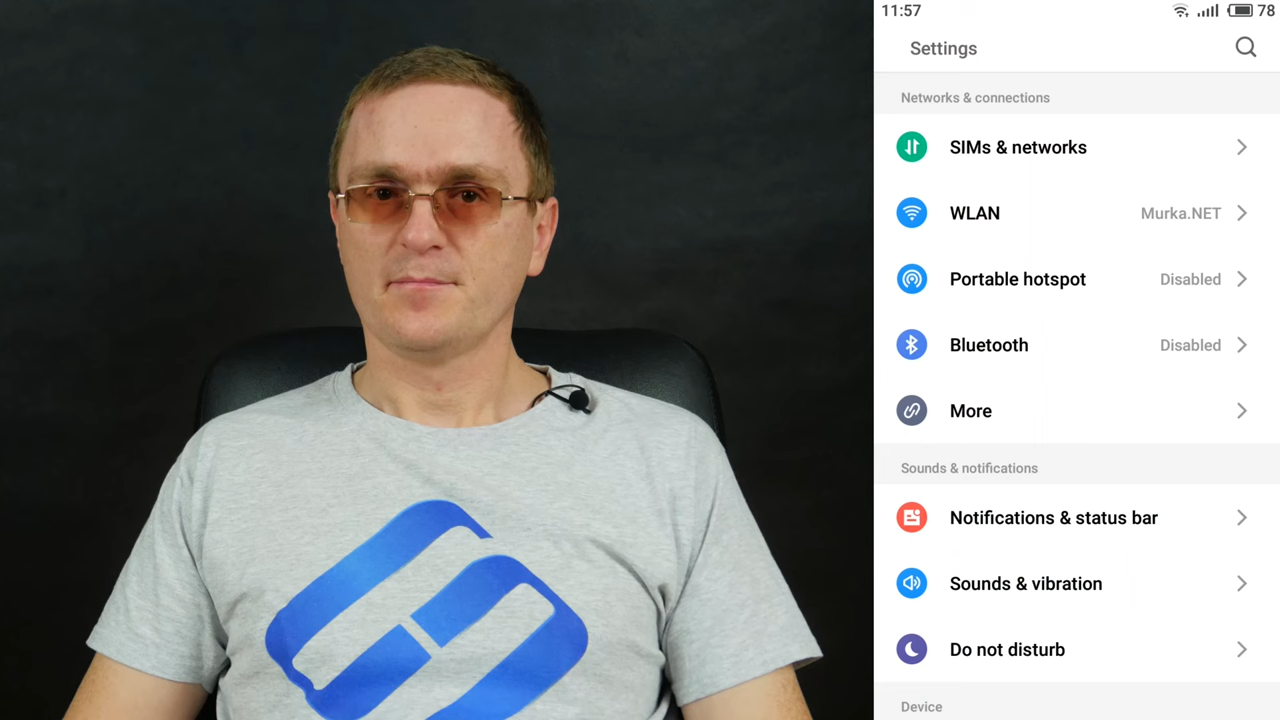 11:57
78
Settings
Networks & connections
SIMs & networks
WLAN
Murka.NET
Portable hotspot
Disabled
Bluetooth
Disabled
More
Sounds & notifications
Notifications & status bar
Sounds & vibration
Do not disturb
Device